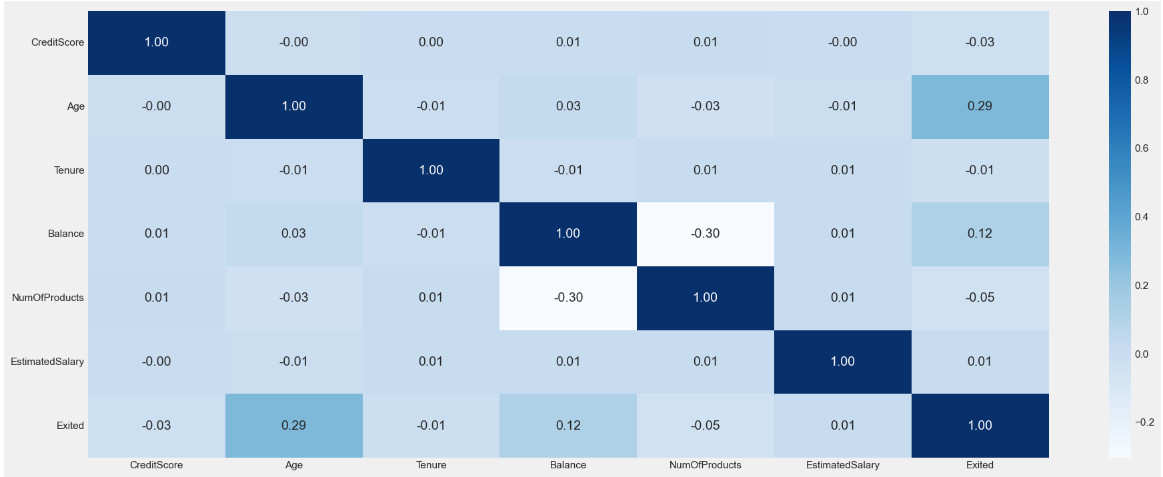 1.0
CreditScore 1.00 -0.00 0.00 0.01 0.01 -0.00 -0.03
0.8
Age -0.00 1.00 -0.01 0.03 -0.03 -0.01 0.29
0.6
Tenure 0.00 -0.01 1.00 -0.01 0.01 0.01 -0.01
0.4
Balance 0.01 0.03 -0.01 1.00 -0.30 0.01 0.12
0.2
NumOfProducts 0.01 -0.03 0.01 -0.30 1.00 0.01 -0.05
0.0
EstimatedSalary -0.00 -0.01 0.01 0.01 0.01 1.00 0.01
−0.2
Exited -0.03 0.29 -0.01 0.12 -0.05 0.01 1.00
CreditScore Age Tenure Balance NumOfProducts EstimatedSalary Exited